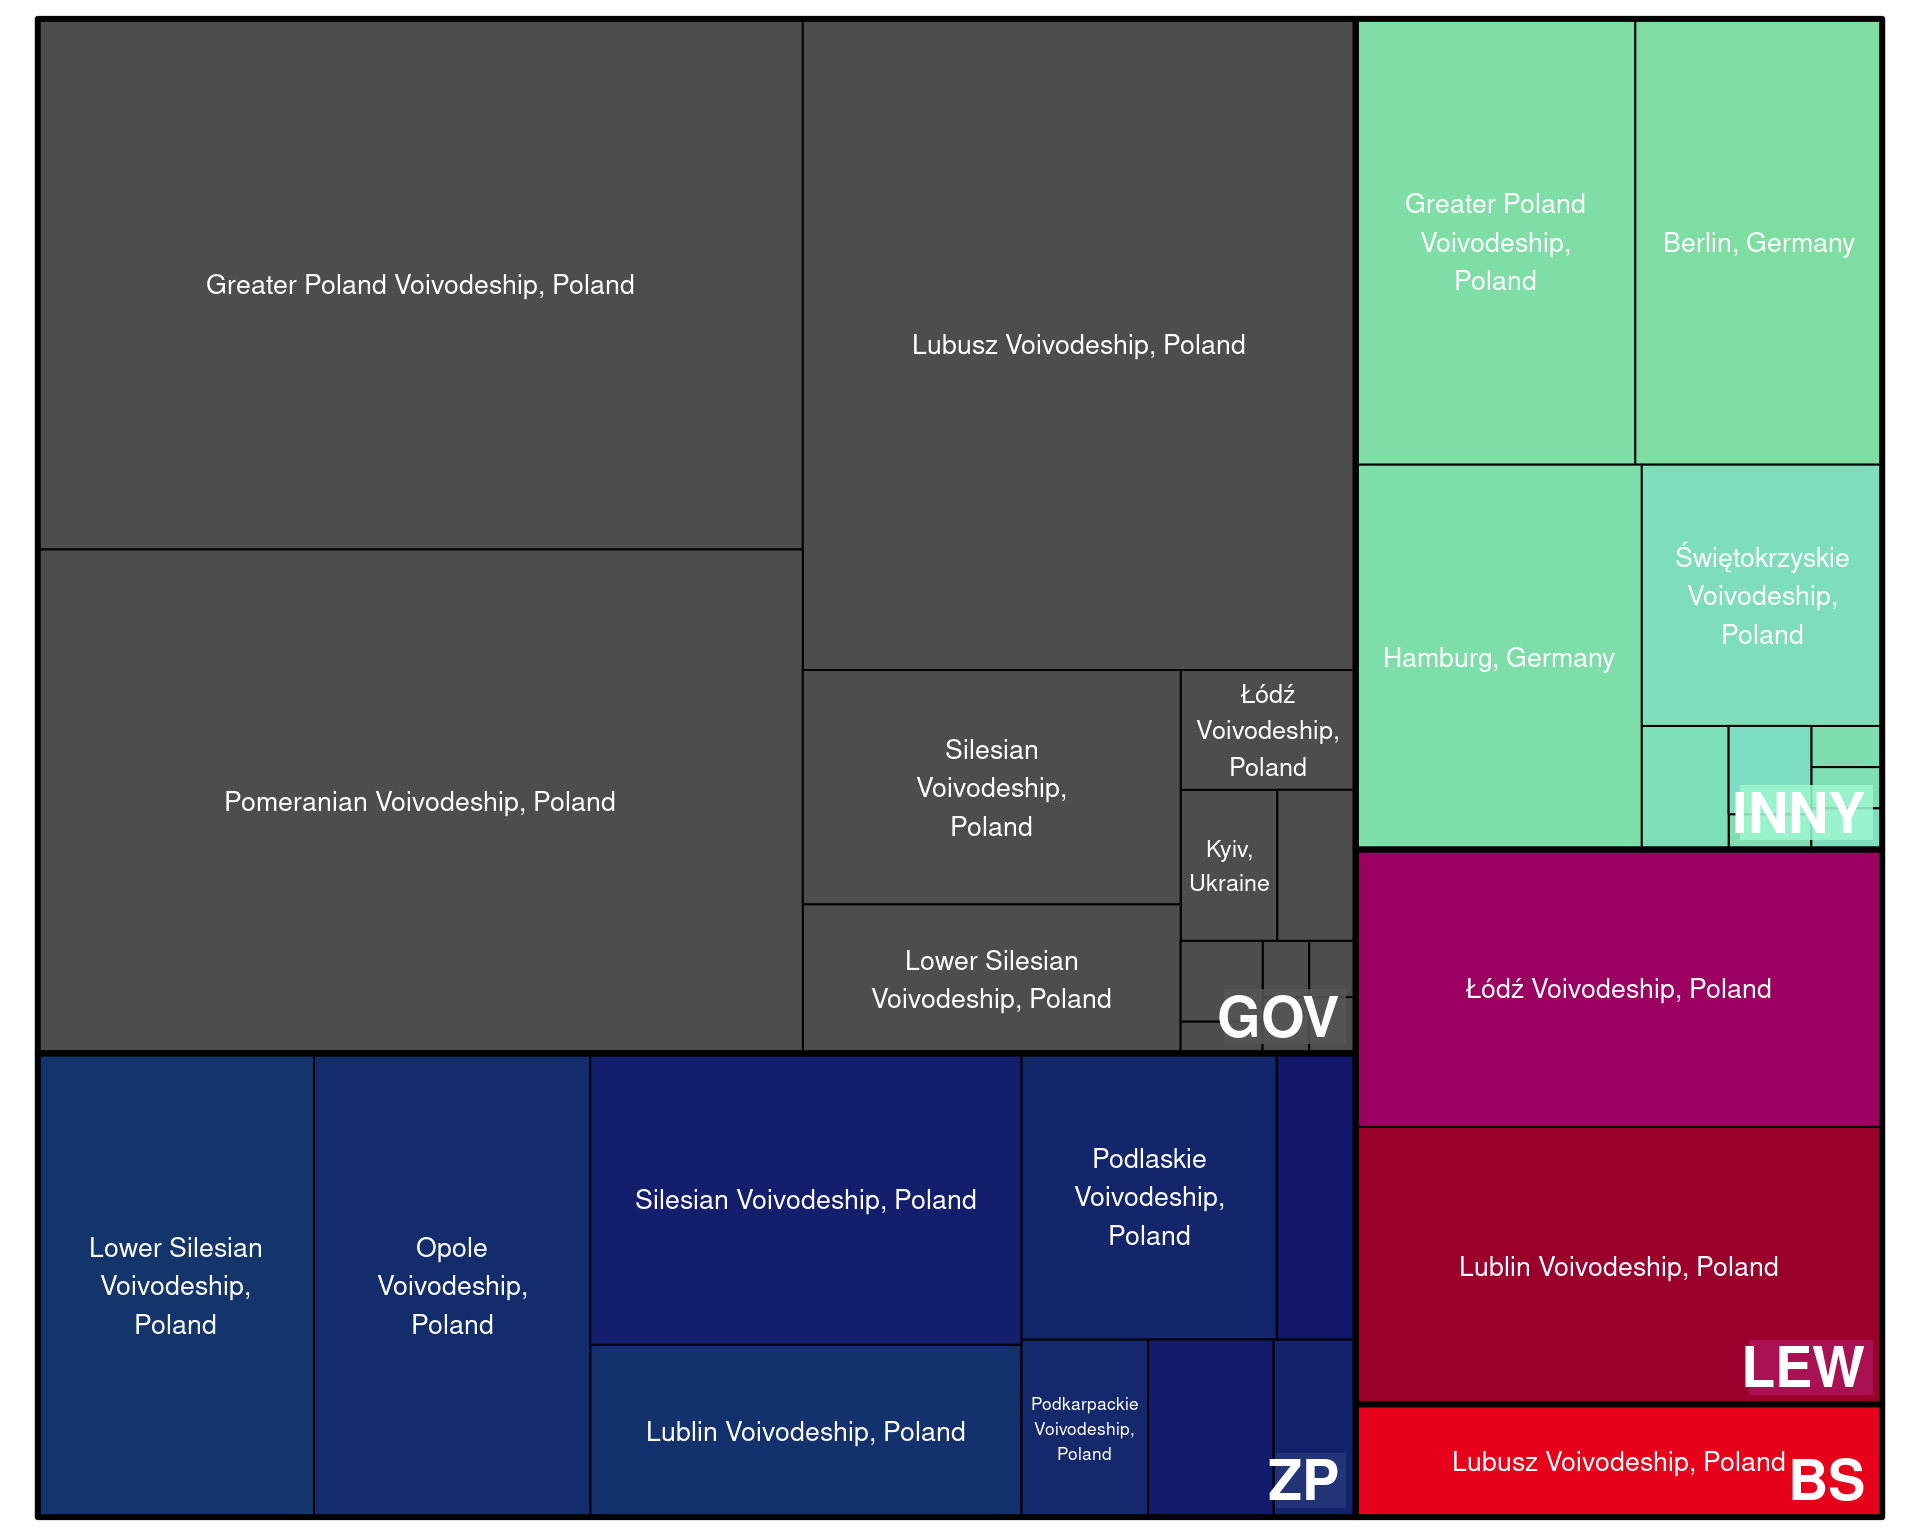 Greater Poland Voivodeship, Poland
Lubusz Voivodeship, Poland
Pomeranian Voivodeship, Poland
Silesian
Voivodeship,
Poland
Łódź
Voivodeship,
Poland
Kyiv,
Ukraine
Lower Silesian
Voivodeship, Poland
GOV
Greater Poland
Voivodeship,
Poland
Berlin, Germany
Hamburg, Germany
Świętokrzyskie
Voivodeship,
Poland
INNY
Lower Silesian
Voivodeship,
Poland
Opole
Voivodeship,
Poland
Silesian Voivodeship, Poland
Lublin Voivodeship, Poland
Podlaskie
Voivodeship,
Poland
Podkarpackie
Voivodeship,
Poland
ZP
Łódź Voivodeship, Poland
Lublin Voivodeship, Poland
LEW
Lubusz Voivodeship, Poland
BS